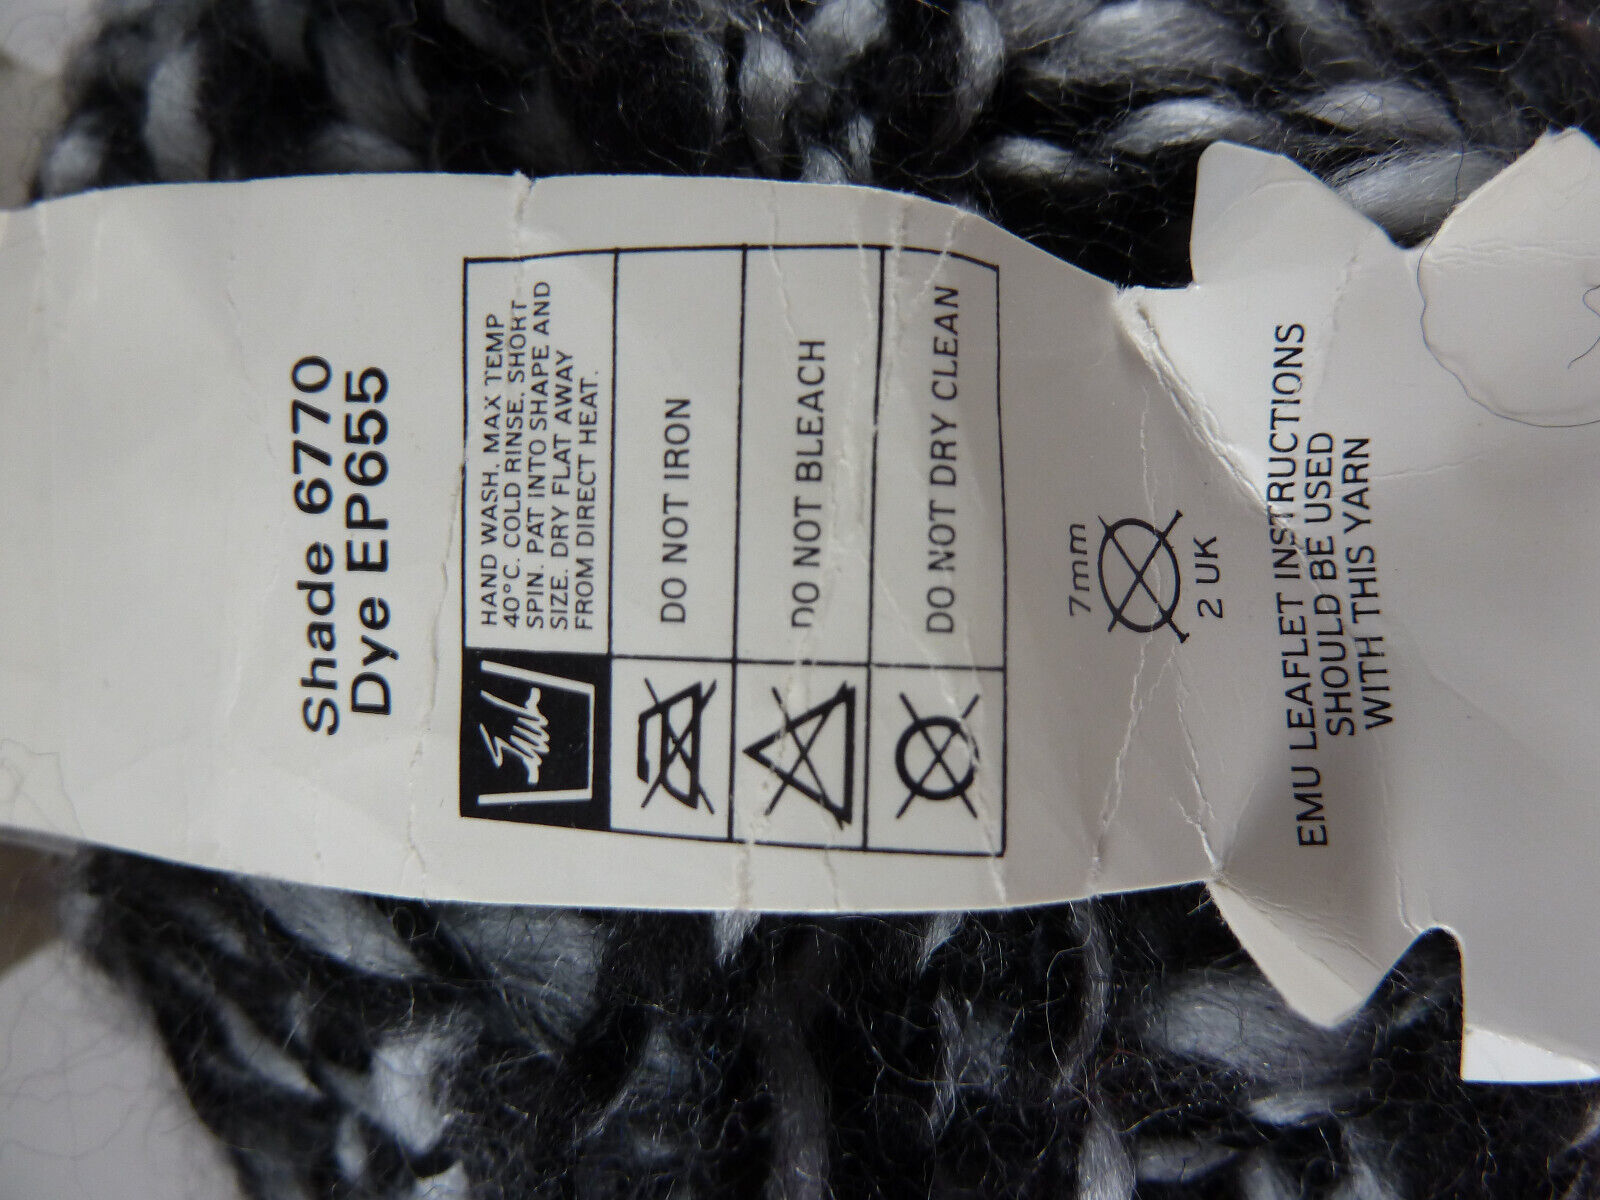 Shade 6770
Dye EP655
HAND WASH. MAX TEMP
40°C. COLD RINSE. SHORT
SPIN. PAT INTO SHAPE AND
SIZE. DRY FLAT AWAY
FROM DIRECT HEAT.
DO NOT IRON
DO NOT BLEACH
DO NOT DRY CLEAN
7mm
2 UK
EMU LEAFLET INSTRUCTIONS
SHOULD BE USED
WITH THIS YARN